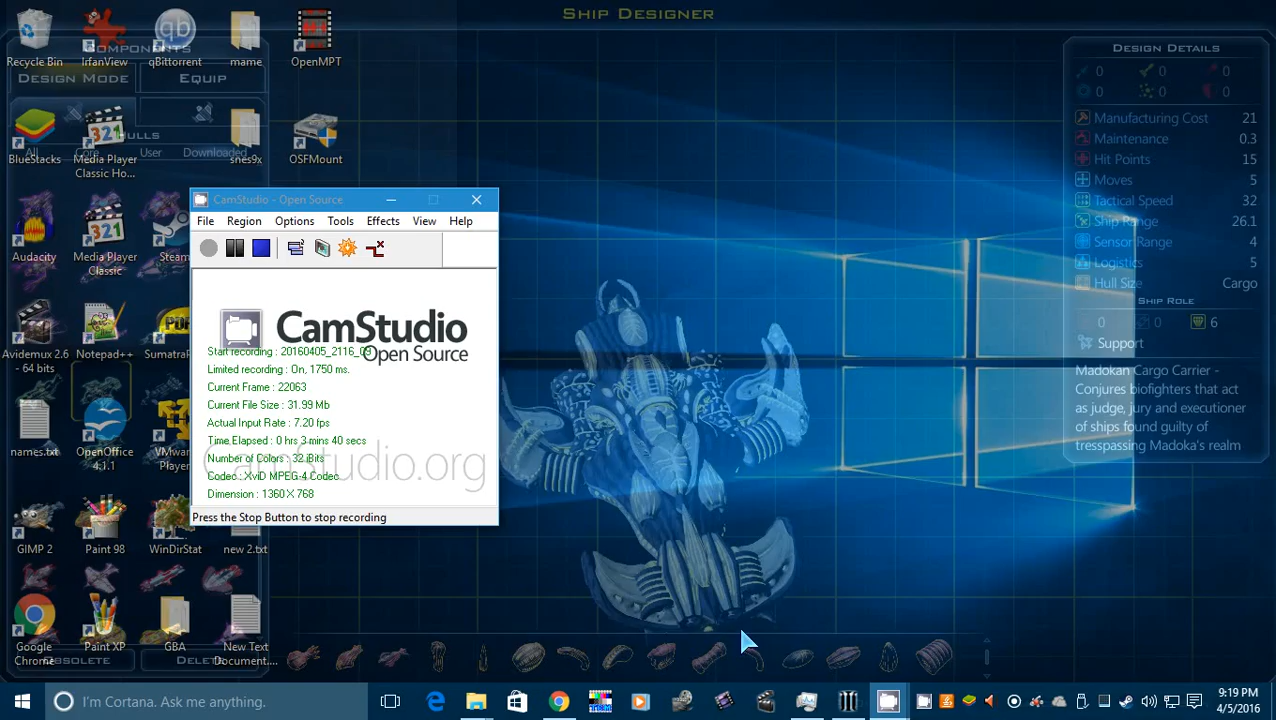 SHIP DESIGNER
Recycle Bin
IrfanView
qBittorrent
mame
OpenMPT
COMPONENTS
DESIGN MODE
EQUIP
HULLS
All
Core
User
Downloaded
BlueStacks
Media Player
Classic Ho...
snes9x
OSFMount
Audacity
Media Player
Classic
Steam
Avidemux 2.6
- 64 bits
Notepad++
SumatraP
names.txt
OpenOffice
4.1.1
VMware
Player
GIMP 2
Paint 98
WinDirStat
new 2.txt
Google
Chrome
Paint XP
GBA
New Text
Document....
OBSOLETE
DELETE
CamStudio - Open Source
File Region Options Tools Effects View Help
CamStudio
Open Source
Start recording : 20160405_2116_09
Limited recording : On, 1750 ms.
Current Frame : 22063
Current File Size : 31.99 Mb
Actual Input Rate : 7.20 fps
Time Elapsed : 0 hrs 3 mins 40 secs
Number of Colors : 32 Bits
Codec : XviD MPEG-4 Codec
Dimension : 1360 X 768
CamStudio.org
Press the Stop Button to stop recording
DESIGN DETAILS
0 0 0
0 0 0
Manufacturing Cost 21
Maintenance 0.3
Hit Points 15
Moves 5
Tactical Speed 32
Ship Range 26.1
Sensor Range 4
Logistics 5
Hull Size Cargo
SHIP ROLE
0 0 6
Support
Madokan Cargo Carrier -
Conjures biofighters that act
as judge, jury and executioner
of ships found guilty of
tresspassing Madoka's realm
I'm Cortana. Ask me anything.
9:19 PM
4/5/2016